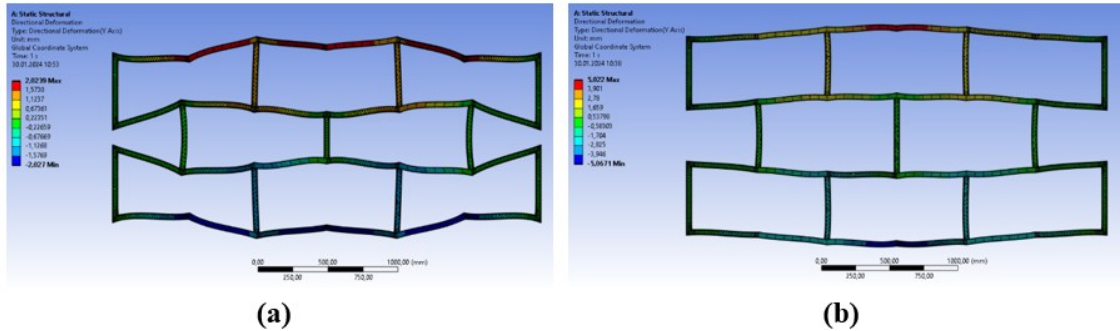 A: Static Structural
Directional Deformation
Type: Directional Deformation(Y Axis)
Unit: mm
Global Coordinate System
Time: 1 s
30.01.2024 10:53
2,0239 Max
1,5738
1,1237
0,67361
0,22351
-0,22659
-0,67669
-1,1268
-1,5769
-2,027 Min
0,00
500,00
1000,00 (mm)
250,00
750,00
(a)
A: Static Structural
Directional Deformation
Type: Directional Deformation(Y Axis)
Unit: mm
Global Coordinate System
Time: 1 s
30.01.2024 10:38
5,022 Max
3,901
2,78
1,659
0,53798
-0,58303
-1,704
-2,825
-3,946
-5,0671 Min
0,00
500,00
1000,00 (mm)
250,00
750,00
(b)